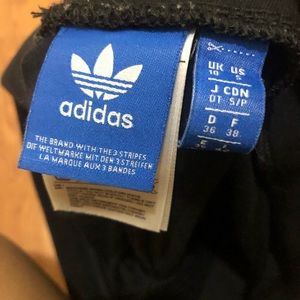 adidas
THE BRAND WITH THE 3 STRIPES
DIE WELTMARKE MIT DEN 3 STREIFEN
LA MARQUE AUX 3 BANDES
UK US
10 S
J CDN
OT S/P
D F
36 38